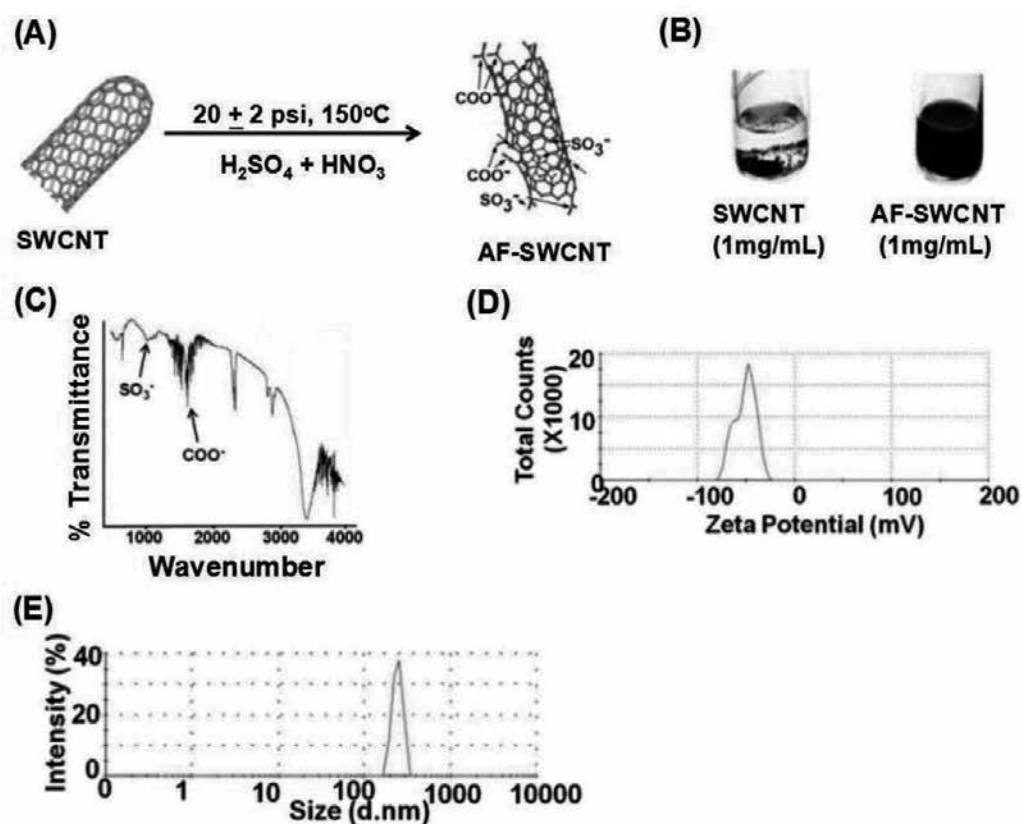 (A)
20 ± 2 psi, 150ºC
H₂SO₄ + HNO₃
SWCNT
COO⁻
SO₃⁻
COO⁻
SO₃⁻
AF-SWCNT
(B)
SWCNT
(1mg/mL)
AF-SWCNT
(1mg/mL)
(C)
% Transmittance
SO₃⁻
COO⁻
1000 2000 3000 4000
Wavenumber
(D)
Total Counts
(X1000)
20
10
0
-200 -100 0 100 200
Zeta Potential (mV)
(E)
Intensity (%)
40
20
0
0 1 10 100 1000 10000
Size (d.nm)